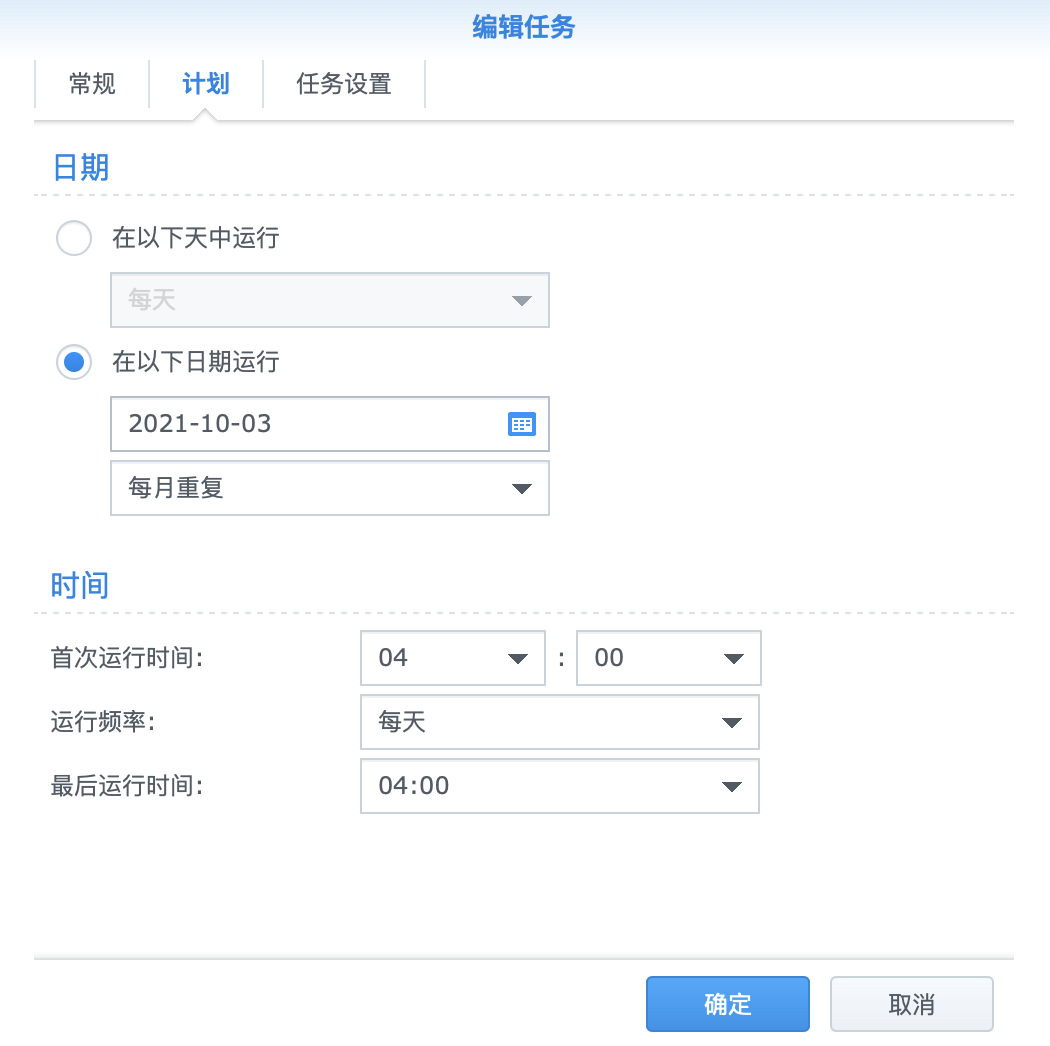 编辑任务
常规 计划 任务设置
日期
在以下天中运行
每天
在以下日期运行
2021-10-03
每月重复
时间
首次运行时间: 04 : 00
运行频率: 每天
最后运行时间: 04:00
确定 取消